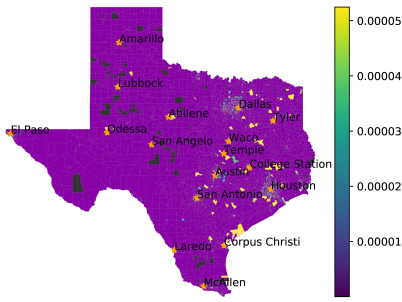 Amarillo
Lubbock
Abilene
Dallas
Tyler
El Paso
Odessa
San Angelo
Waco
Temple
College Station
Austin
San Antonio
Houston
Laredo
Corpus Christi
McAllen
0.00005
0.00004
0.00003
0.00002
0.00001